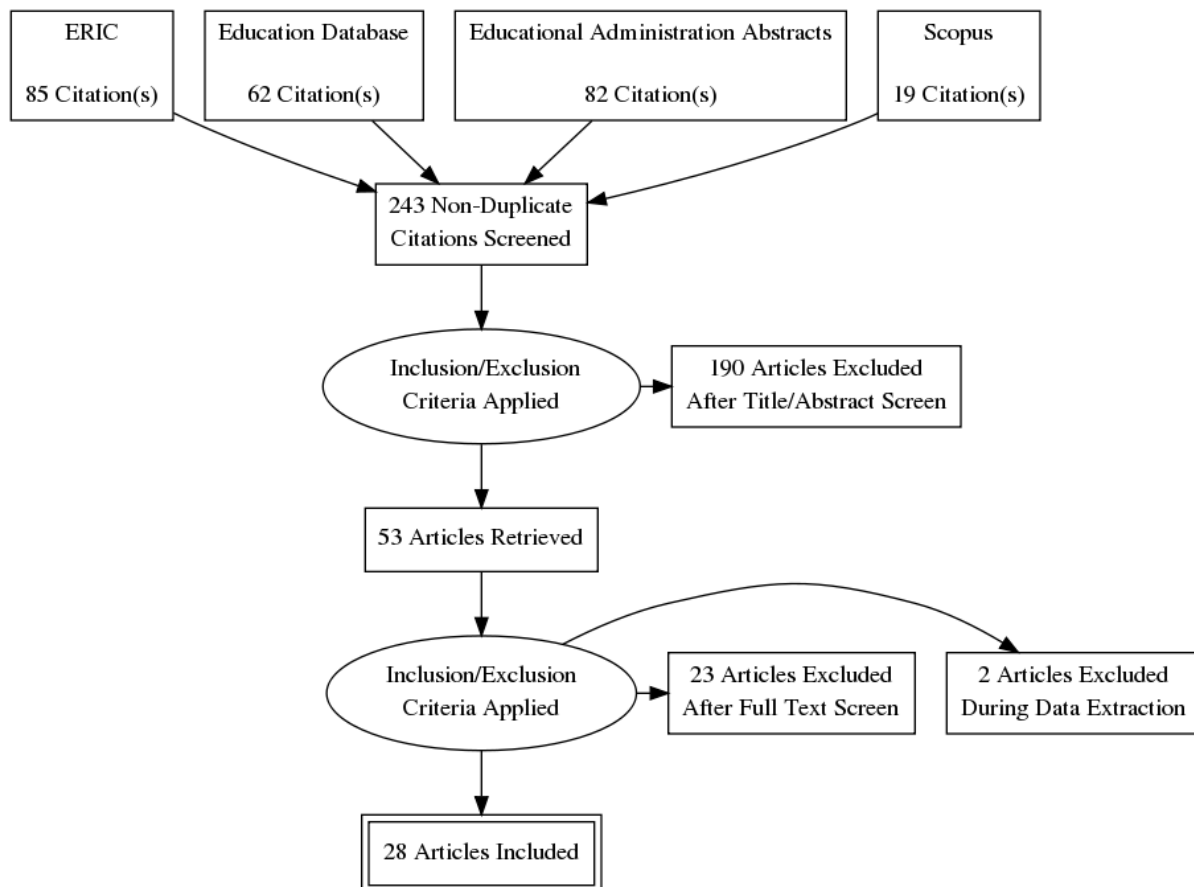 ERIC
85 Citation(s)
Education Database
62 Citation(s)
Educational Administration Abstracts
82 Citation(s)
Scopus
19 Citation(s)
243 Non-Duplicate
Citations Screened
Inclusion/Exclusion
Criteria Applied
190 Articles Excluded
After Title/Abstract Screen
53 Articles Retrieved
Inclusion/Exclusion
Criteria Applied
23 Articles Excluded
After Full Text Screen
2 Articles Excluded
During Data Extraction
28 Articles Included